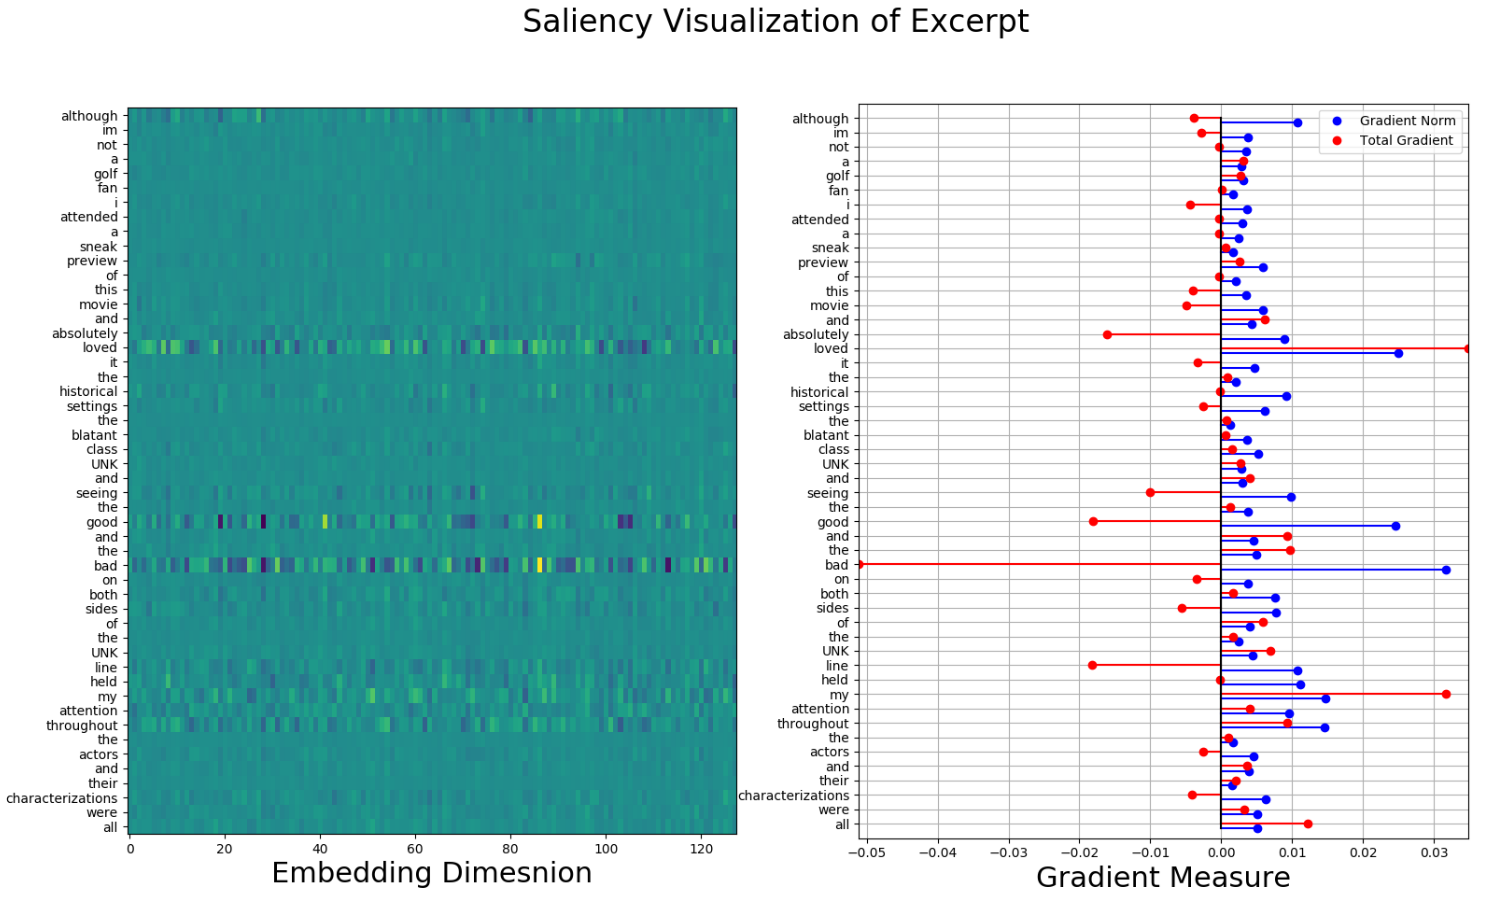 Saliency Visualization of Excerpt
although
im
not
a
golf
fan
i
attended
a
sneak
preview
of
this
movie
and
absolutely
loved
it
the
historical
settings
the
blatant
class
UNK
and
seeing
the
good
and
the
bad
on
both
sides
of
the
UNK
line
held
my
attention
throughout
the
actors
and
their
characterizations
were
all
0 20 40 60 80 100 120
Embedding Dimesnion
although
im
not
a
golf
fan
i
attended
a
sneak
preview
of
this
movie
and
absolutely
loved
it
the
historical
settings
the
blatant
class
UNK
and
seeing
the
good
and
the
bad
on
both
sides
of
the
UNK
line
held
my
attention
throughout
the
actors
and
their
characterizations
were
all
Gradient Norm
Total Gradient
−0.05 −0.04 −0.03 −0.02 −0.01 0.00 0.01 0.02 0.03
Gradient Measure